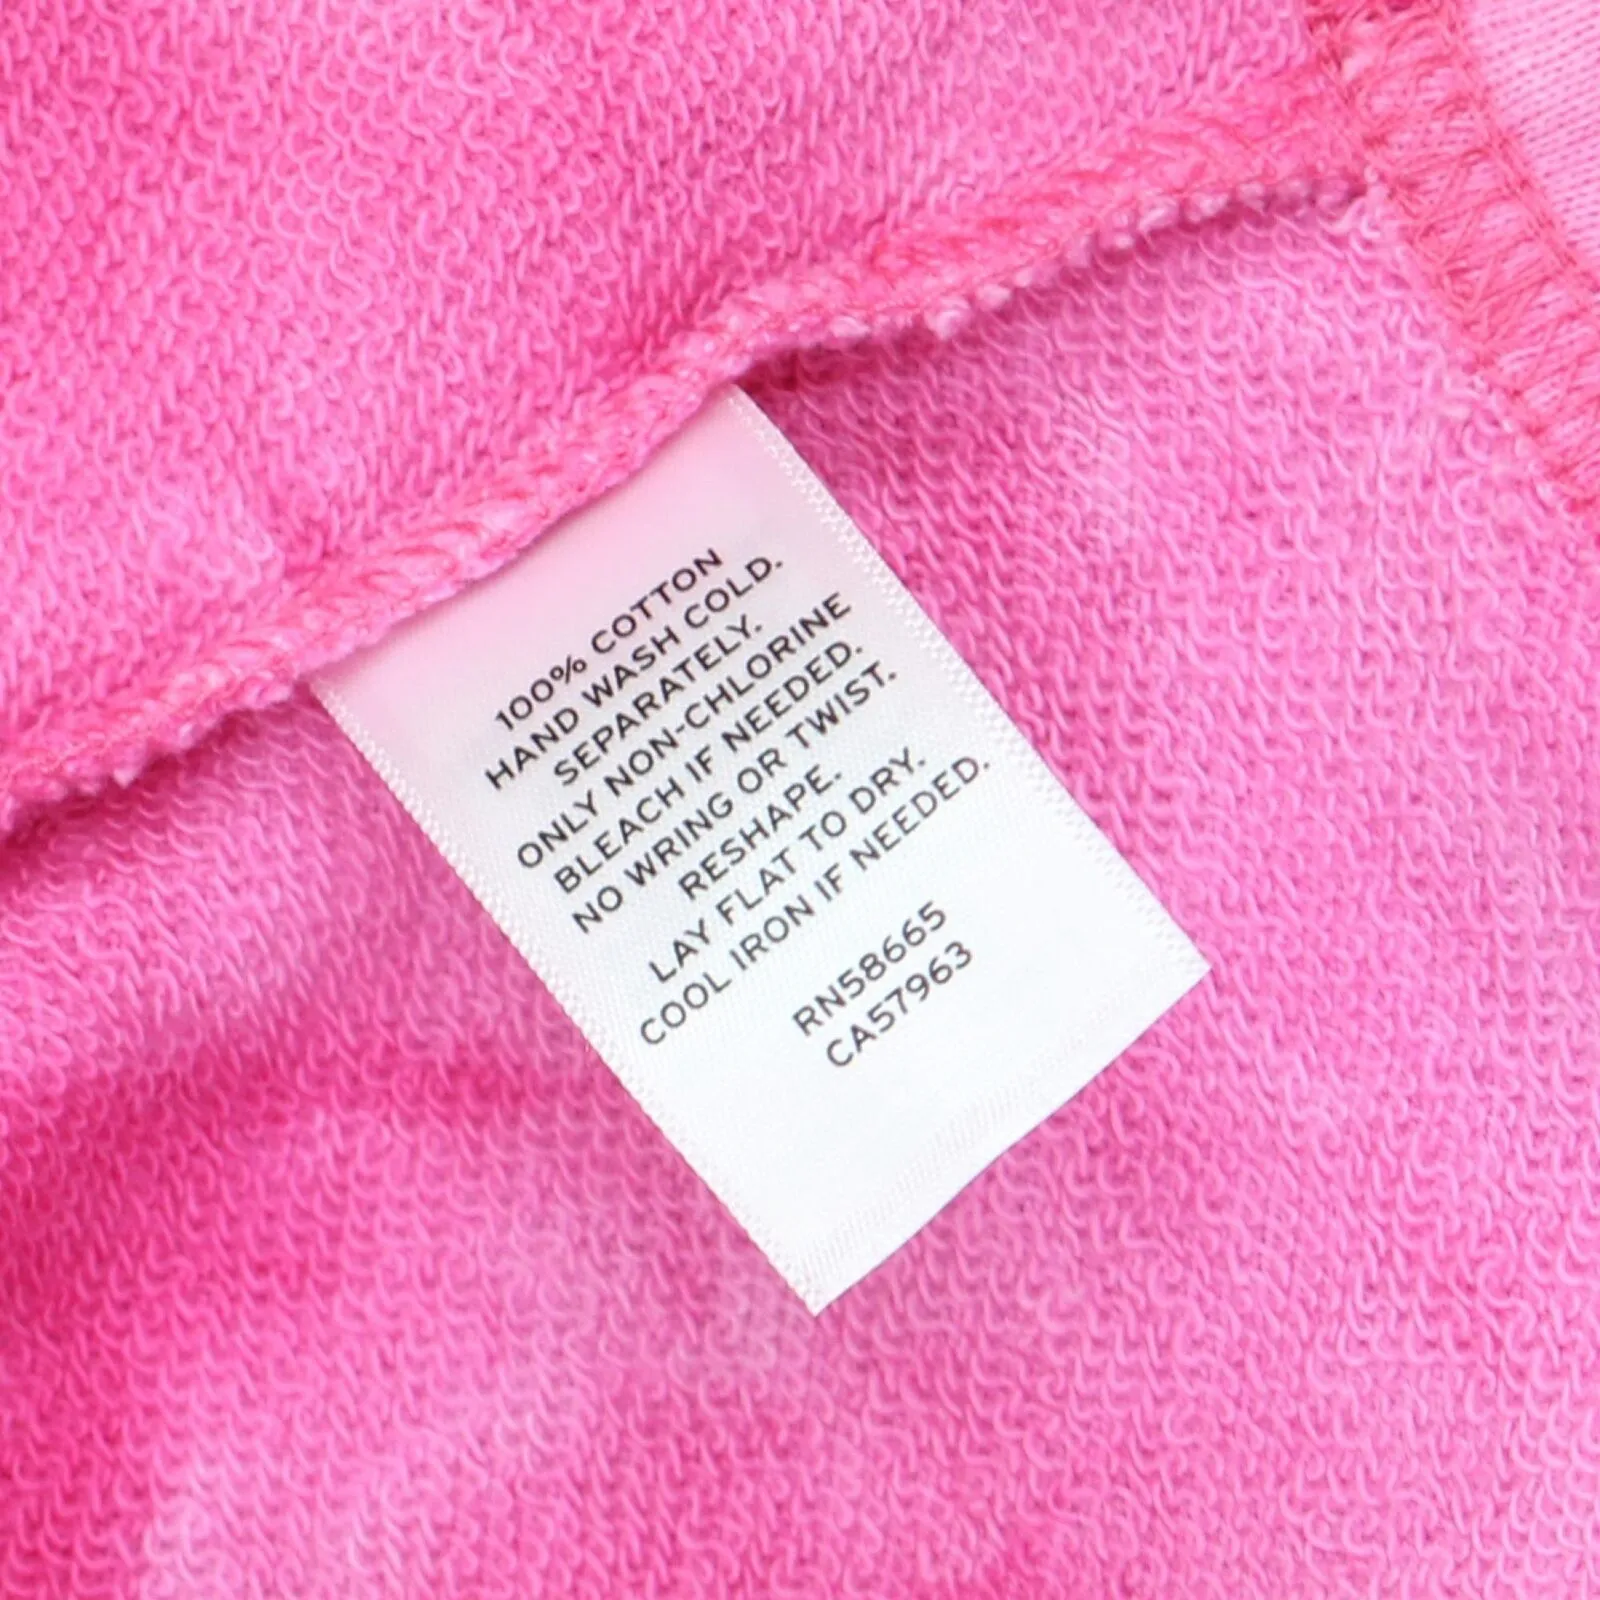 100% COTTON
HAND WASH COLD.
SEPARATELY.
ONLY NON-CHLORINE
BLEACH IF NEEDED.
NO WRING OR TWIST.
RESHAPE.
LAY FLAT TO DRY.
COOL IRON IF NEEDED.
RN58665
CA57963